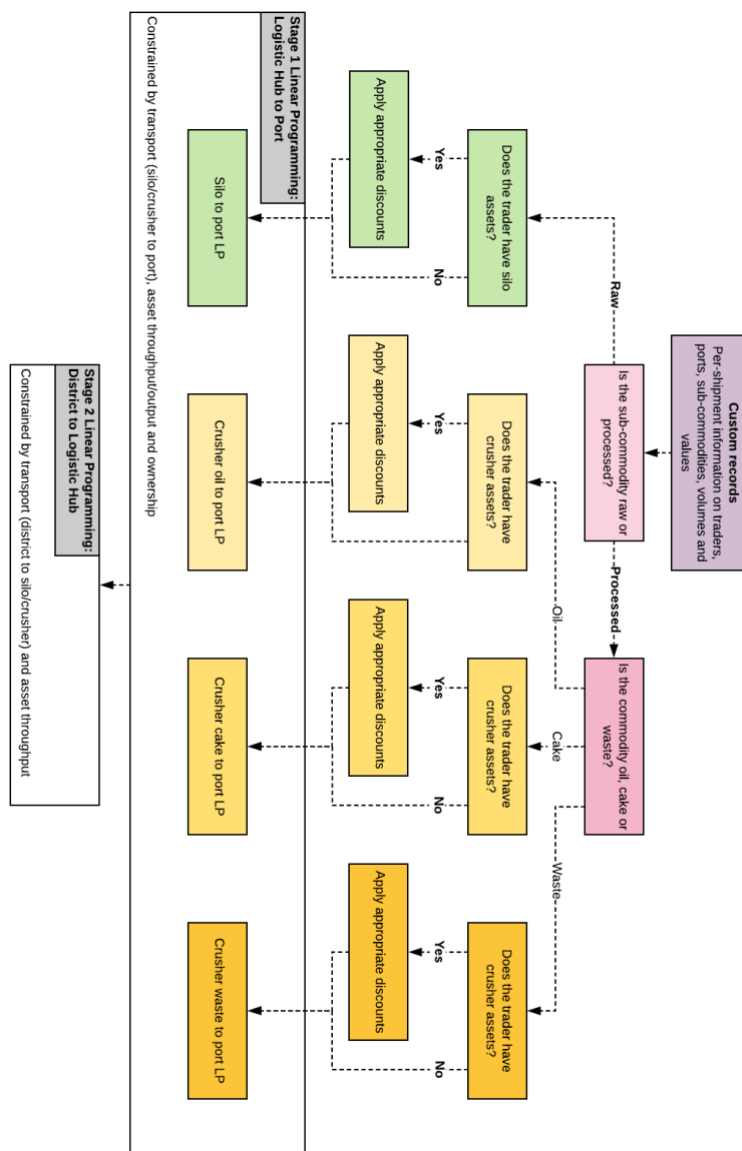 Custom records
Per-shipment information on traders,
ports, sub-commodities, volumes and
values
Is the sub-commodity raw or
processed?
Raw
Processed
Is the commodity oil, cake or
waste?
Oil
Cake
Waste
Does the trader have silo
assets?
Does the trader have
crusher assets?
Does the trader have
crusher assets?
Does the trader have
crusher assets?
Yes
No
Yes
Yes
No
Yes
No
Apply appropriate discounts
Apply appropriate discounts
Apply appropriate discounts
Apply appropriate discounts
Stage 1 Linear Programming:
Logistic Hub to Port
Silo to port LP
Crusher oil to port LP
Crusher cake to port LP
Crusher waste to port LP
Constrained by transport (silo/crusher to port), asset throughput/output and ownership
Stage 2 Linear Programming:
District to Logistic Hub
Constrained by transport (district to silo/crusher) and asset throughput